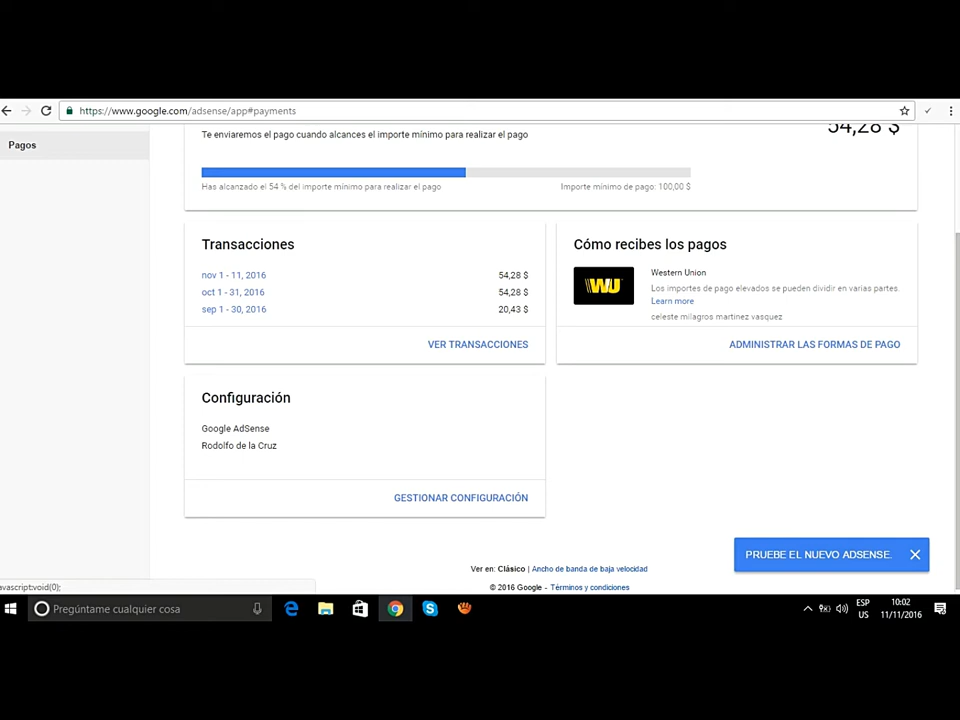 https://www.google.com/adsense/app#payments
Pagos
Te enviaremos el pago cuando alcances el importe mínimo para realizar el pago
54,28 $
Has alcanzado el 54 % del importe mínimo para realizar el pago
Importe mínimo de pago: 100,00 $
Transacciones
nov 1 - 11, 2016 54,28 $
oct 1 - 31, 2016 54,28 $
sep 1 - 30, 2016 20,43 $
VER TRANSACCIONES
Cómo recibes los pagos
WU
Western Union
Los importes de pago elevados se pueden dividir en varias partes.
Learn more
celeste milagros martinez vasquez
ADMINISTRAR LAS FORMAS DE PAGO
Configuración
Google AdSense
Rodolfo de la Cruz
GESTIONAR CONFIGURACIÓN
PRUEBE EL NUEVO ADSENSE.
Ver en: Clásico | Ancho de banda de baja velocidad
© 2016 Google - Términos y condiciones
avascript:void(0);
Pregúntame cualquier cosa
ESP
US
10:02
11/11/2016